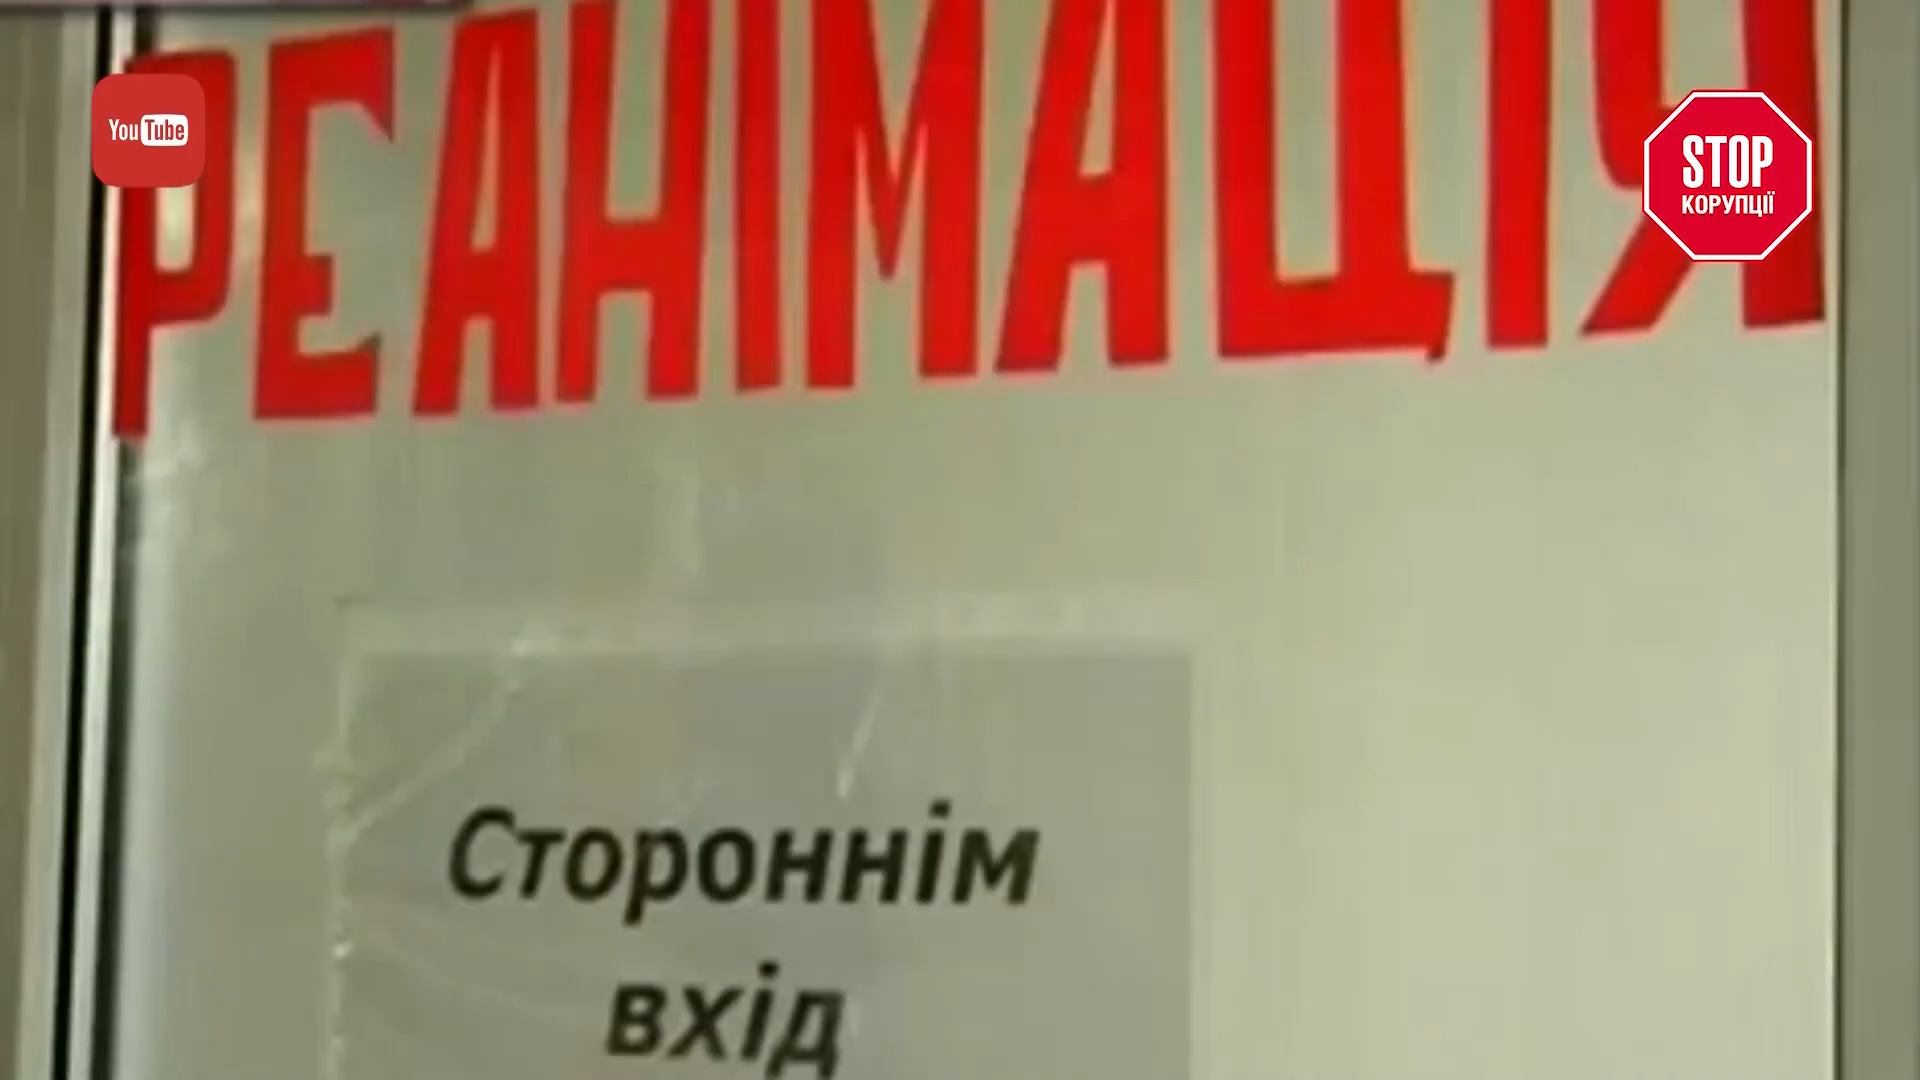 РЕАНІМАЦІЯ
YouTube
STOP
КОРУПЦІЇ
Стороннім
вхід